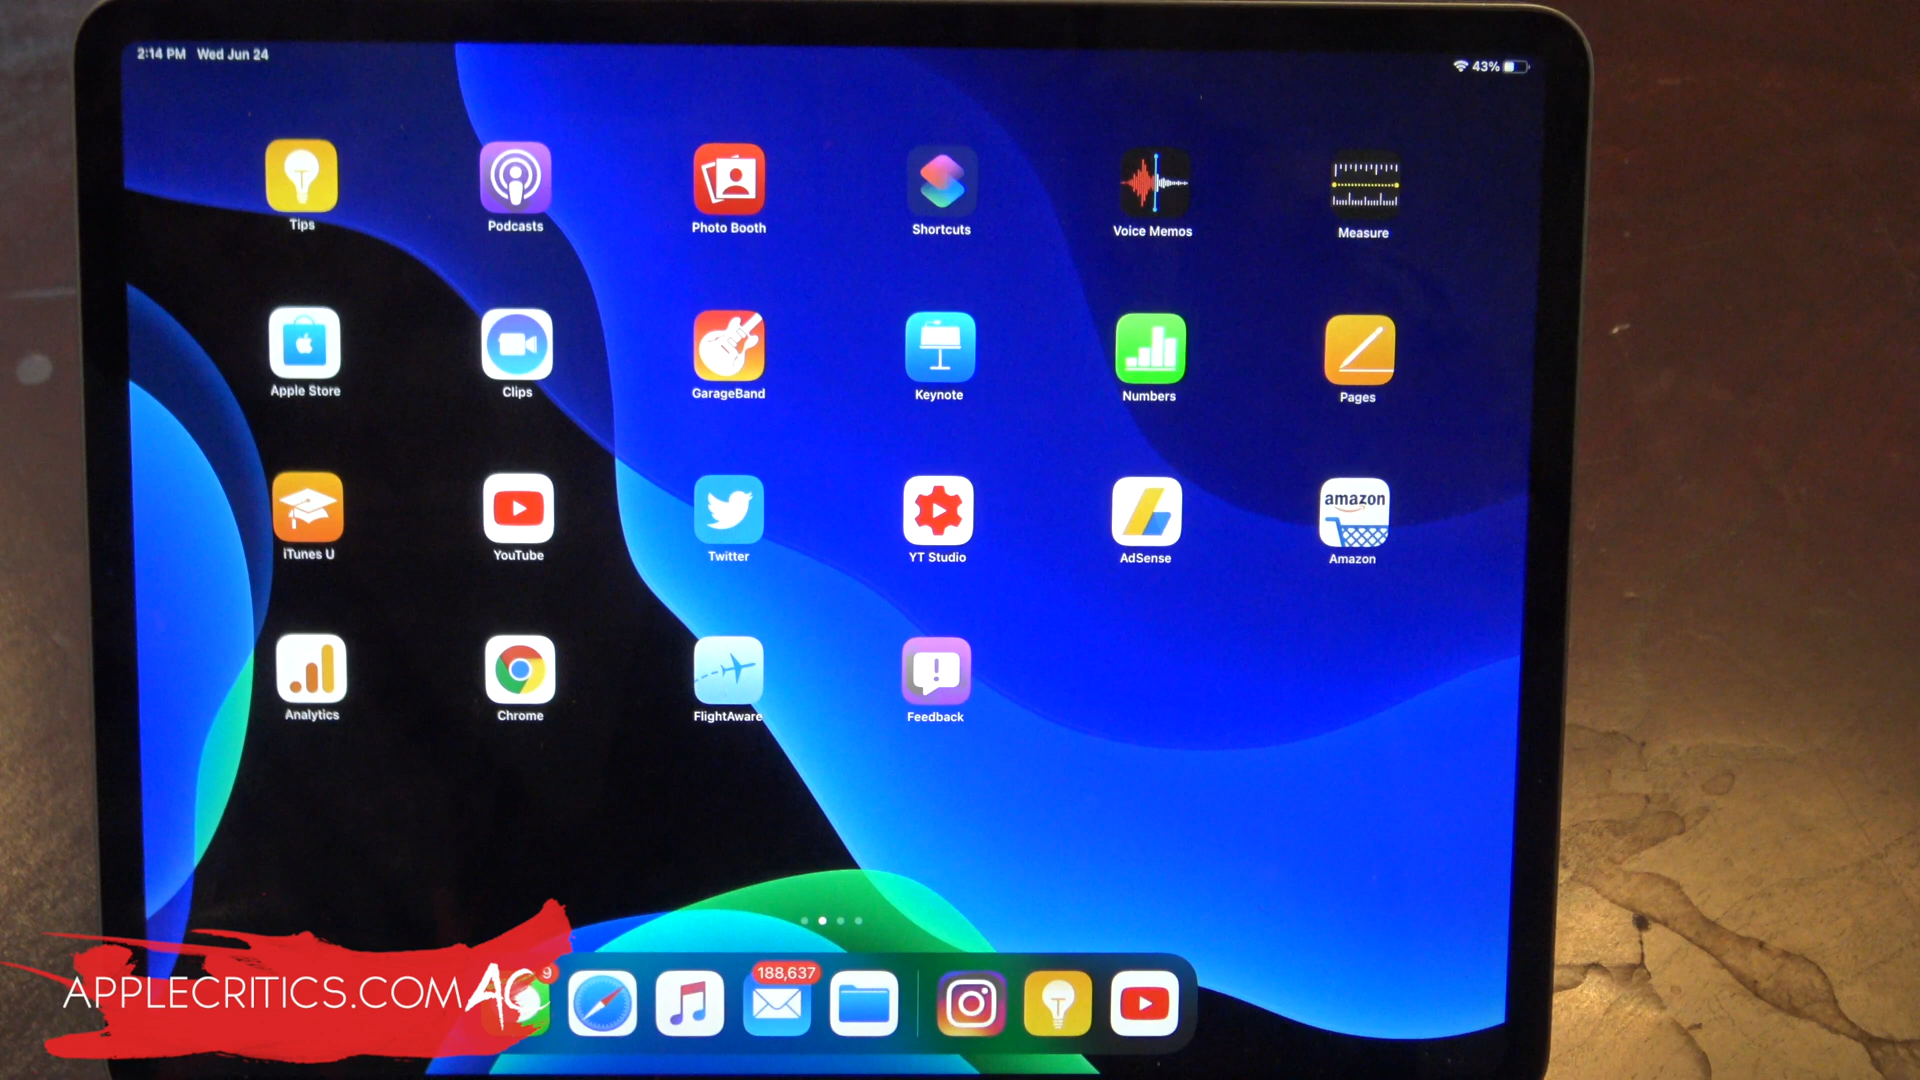 2:14 PM Wed Jun 24
43%
Tips
Podcasts
Photo Booth
Shortcuts
Voice Memos
Measure
Apple Store
Clips
GarageBand
Keynote
Numbers
Pages
iTunes U
YouTube
Twitter
YT Studio
AdSense
amazon
Amazon
Analytics
Chrome
FlightAware
Feedback
188,637
APPLECRITICS.COM AC